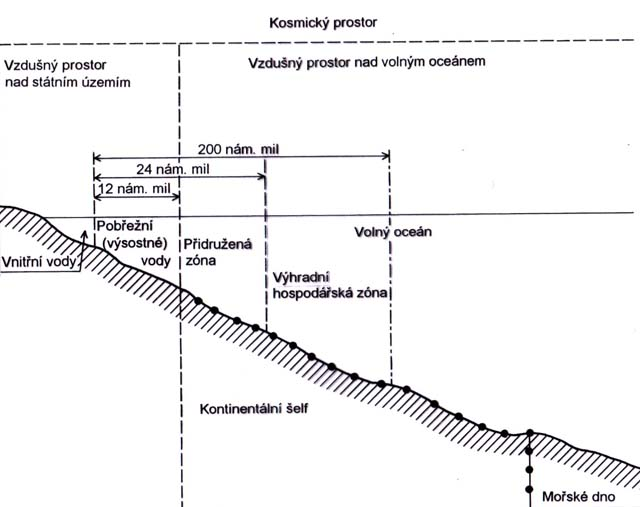 Kosmický prostor
Vzdušný prostor
nad státním územím
Vzdušný prostor nad volným oceánem
200 nám. mil
24 nám. mil
12 nám. mil
Pobřežní
(výsostné)
vody
Vnitřní vody
Přidružená
zóna
Volný oceán
Výhradní
hospodářská zóna
Kontinentální šelf
Mořské dno